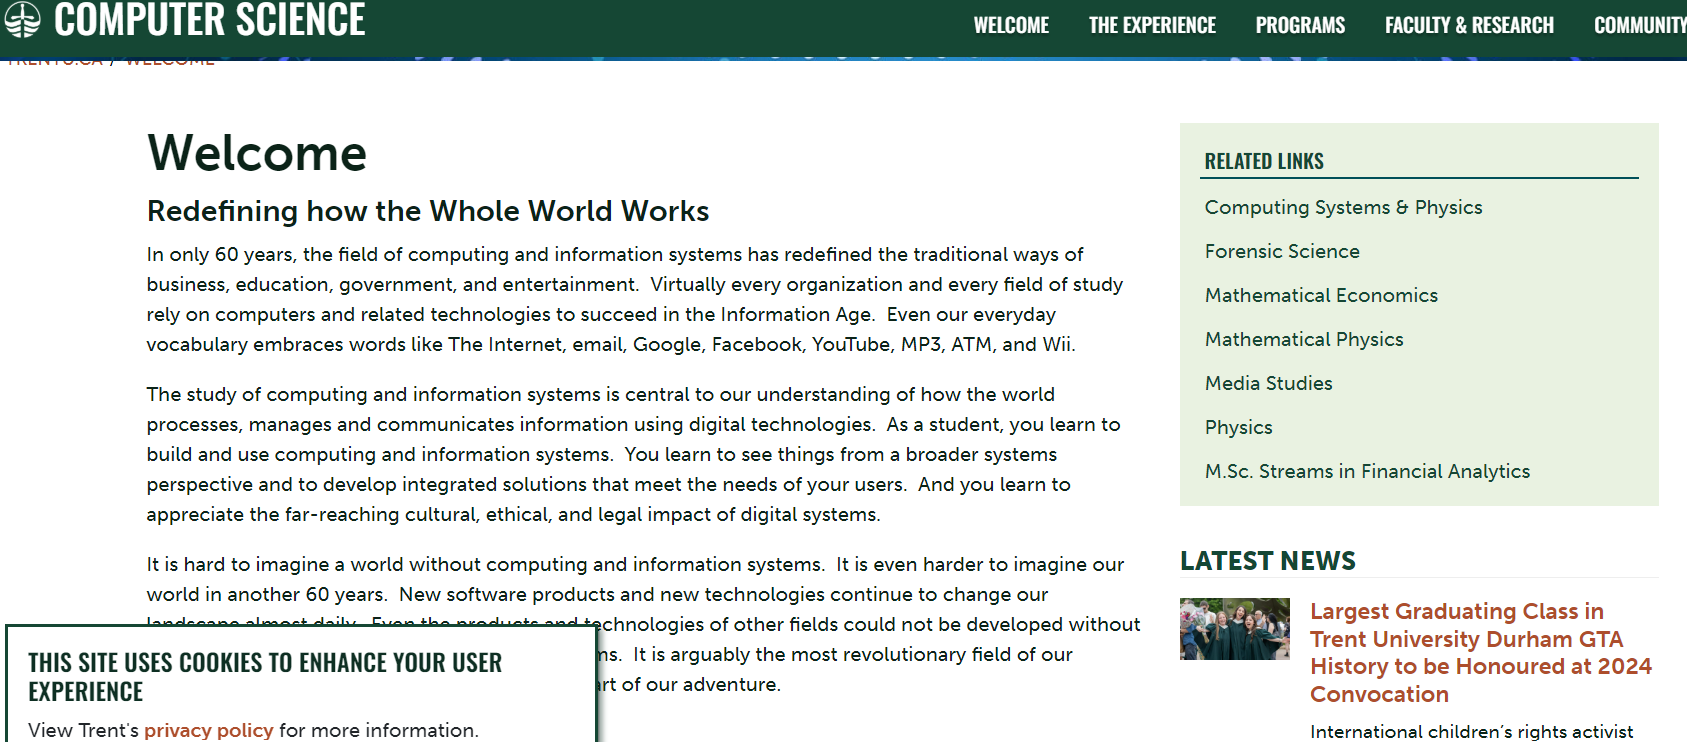 COMPUTER SCIENCE
WELCOME THE EXPERIENCE PROGRAMS FACULTY & RESEARCH COMMUNITY
TRENTU.CA / WELCOME
Welcome
Redefining how the Whole World Works
In only 60 years, the field of computing and information systems has redefined the traditional ways of
business, education, government, and entertainment. Virtually every organization and every field of study
rely on computers and related technologies to succeed in the Information Age. Even our everyday
vocabulary embraces words like The Internet, email, Google, Facebook, YouTube, MP3, ATM, and Wii.
The study of computing and information systems is central to our understanding of how the world
processes, manages and communicates information using digital technologies. As a student, you learn to
build and use computing and information systems. You learn to see things from a broader systems
perspective and to develop integrated solutions that meet the needs of your users. And you learn to
appreciate the far-reaching cultural, ethical, and legal impact of digital systems.
It is hard to imagine a world without computing and information systems. It is even harder to imagine our
world in another 60 years. New software products and new technologies continue to change our
landscape almost daily. Even the products and technologies of other fields could not be developed without
It is arguably the most revolutionary field of our
of our adventure.
THIS SITE USES COOKIES TO ENHANCE YOUR USER
EXPERIENCE
View Trent's privacy policy for more information.
RELATED LINKS
Computing Systems & Physics
Forensic Science
Mathematical Economics
Mathematical Physics
Media Studies
Physics
M.Sc. Streams in Financial Analytics
LATEST NEWS
Largest Graduating Class in
Trent University Durham GTA
History to be Honoured at 2024
Convocation
International children's rights activist